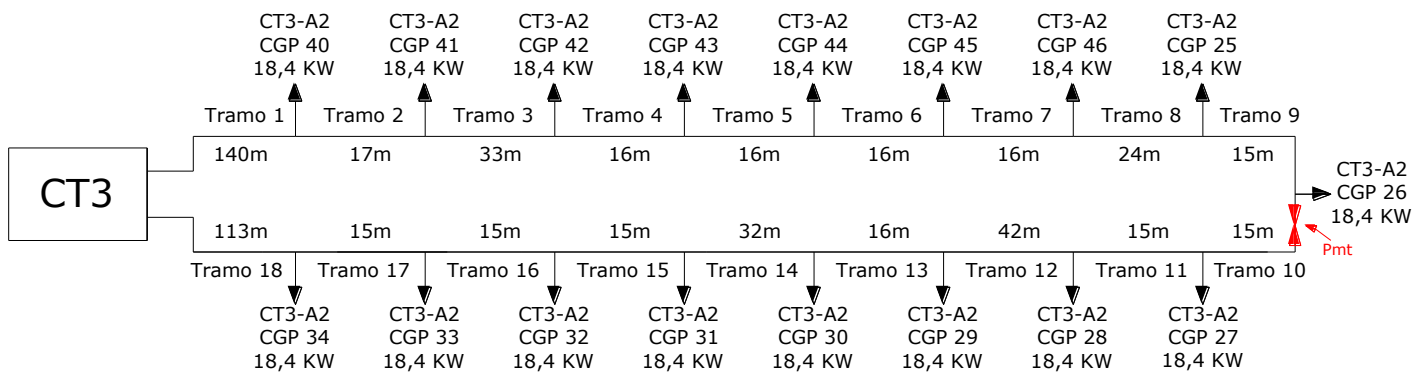 CT3-A2 CT3-A2 CT3-A2 CT3-A2 CT3-A2 CT3-A2 CT3-A2 CT3-A2
CGP 40 CGP 41 CGP 42 CGP 43 CGP 44 CGP 45 CGP 46 CGP 25
18,4 KW 18,4 KW 18,4 KW 18,4 KW 18,4 KW 18,4 KW 18,4 KW 18,4 KW
Tramo 1 Tramo 2 Tramo 3 Tramo 4 Tramo 5 Tramo 6 Tramo 7 Tramo 8 Tramo 9
140m 17m 33m 16m 16m 16m 16m 24m 15m
CT3
CT3-A2
CGP 26
18,4 KW
Pmt
113m 15m 15m 15m 32m 16m 42m 15m 15m
Tramo 18 Tramo 17 Tramo 16 Tramo 15 Tramo 14 Tramo 13 Tramo 12 Tramo 11 Tramo 10
CT3-A2 CT3-A2 CT3-A2 CT3-A2 CT3-A2 CT3-A2 CT3-A2 CT3-A2
CGP 34 CGP 33 CGP 32 CGP 31 CGP 30 CGP 29 CGP 28 CGP 27
18,4 KW 18,4 KW 18,4 KW 18,4 KW 18,4 KW 18,4 KW 18,4 KW 18,4 KW